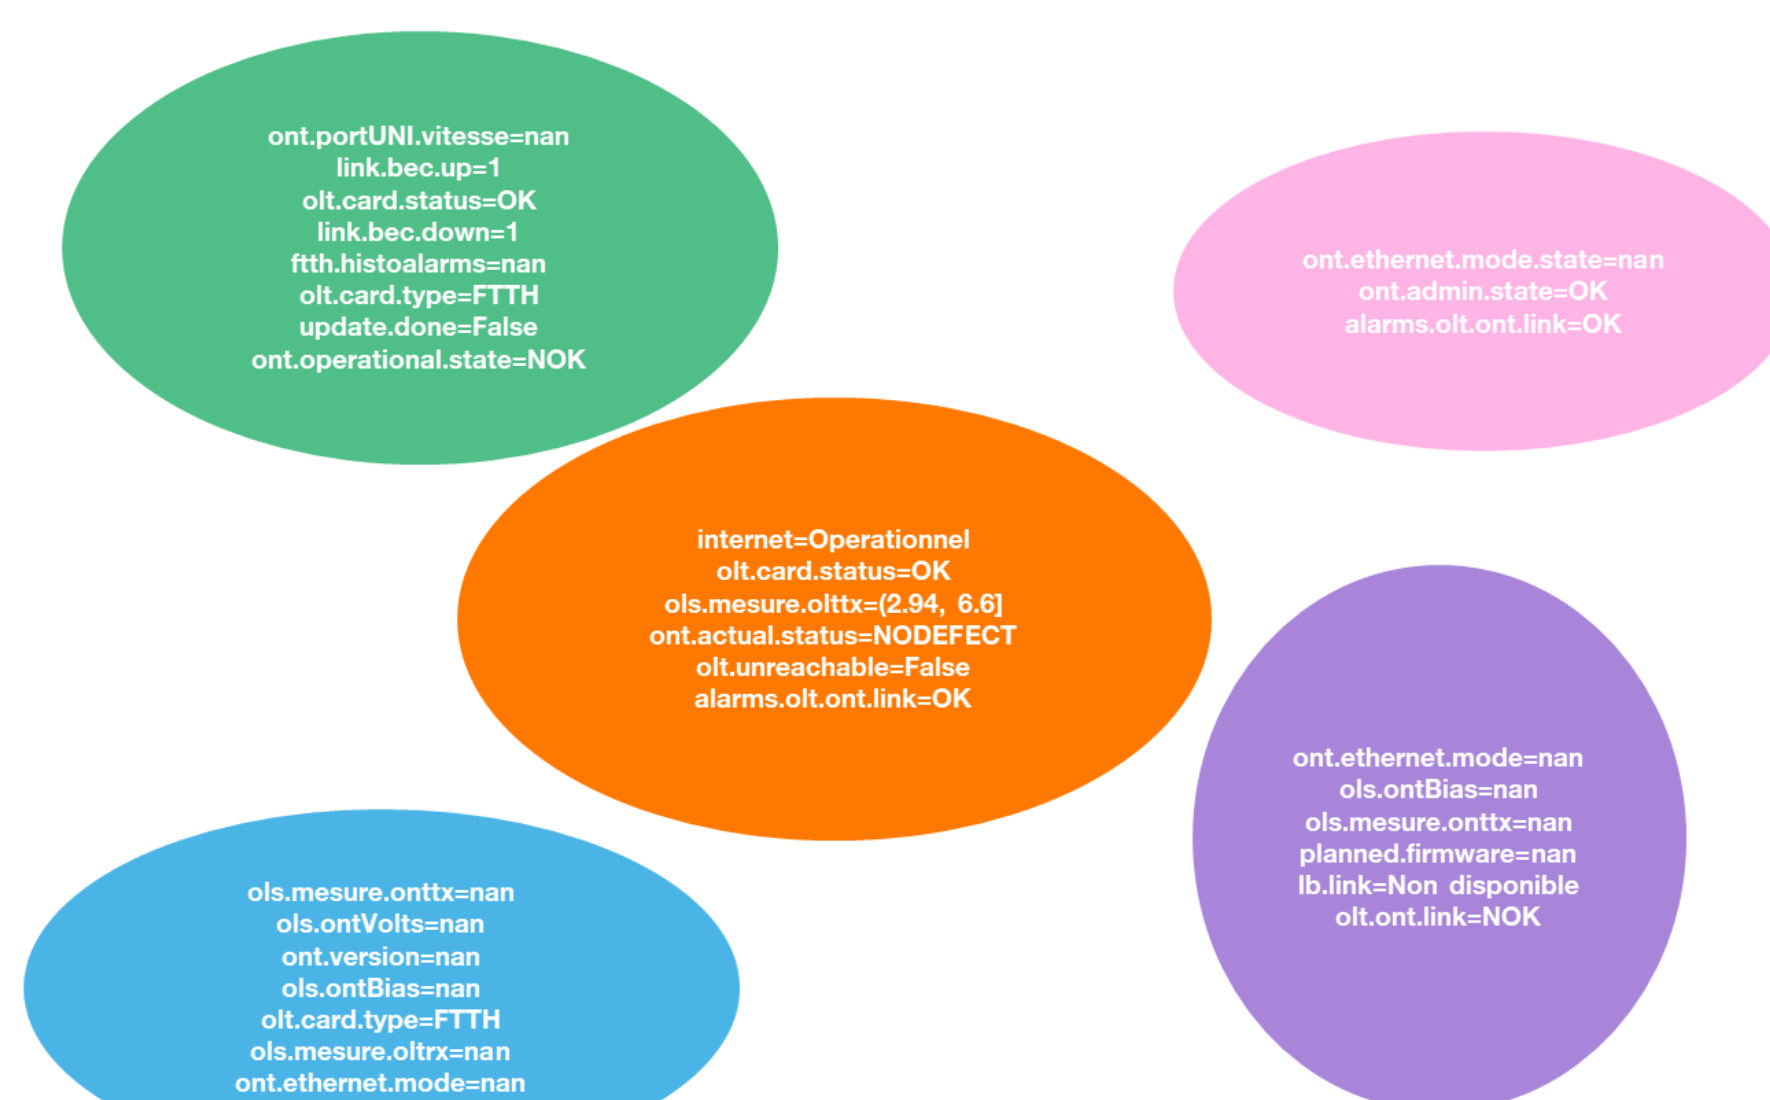 ont.portUNI.vitesse=nan
link.bec.up=1
olt.card.status=OK
link.bec.down=1
ftth.histoalarms=nan
olt.card.type=FTTH
update.done=False
ont.operational.state=NOK
ont.ethernet.mode.state=nan
ont.admin.state=OK
alarms.olt.ont.link=OK
internet=Operationnel
olt.card.status=OK
ols.mesure.olttx=(2.94, 6.6]
ont.actual.status=NODEFECT
olt.unreachable=False
alarms.olt.ont.link=OK
ont.ethernet.mode=nan
ols.ontBias=nan
ols.mesure.onttx=nan
planned.firmware=nan
lb.link=Non disponible
olt.ont.link=NOK
ols.mesure.onttx=nan
ols.ontVolts=nan
ont.version=nan
ols.ontBias=nan
olt.card.type=FTTH
ols.mesure.oltrx=nan
ont.ethernet.mode=nan